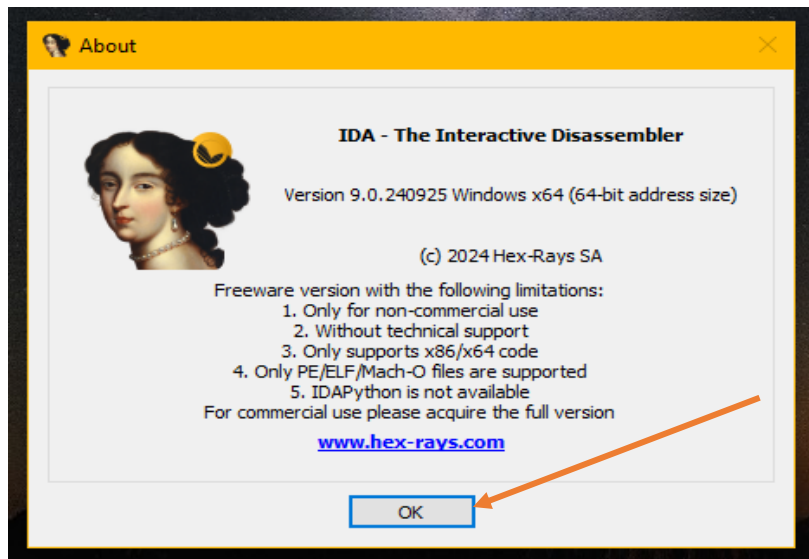 About
IDA - The Interactive Disassembler
Version 9.0.240925 Windows x64 (64-bit address size)
(c) 2024 Hex-Rays SA
Freeware version with the following limitations:
1. Only for non-commercial use
2. Without technical support
3. Only supports x86/x64 code
4. Only PE/ELF/Mach-O files are supported
5. IDAPython is not available
For commercial use please acquire the full version
www.hex-rays.com
OK